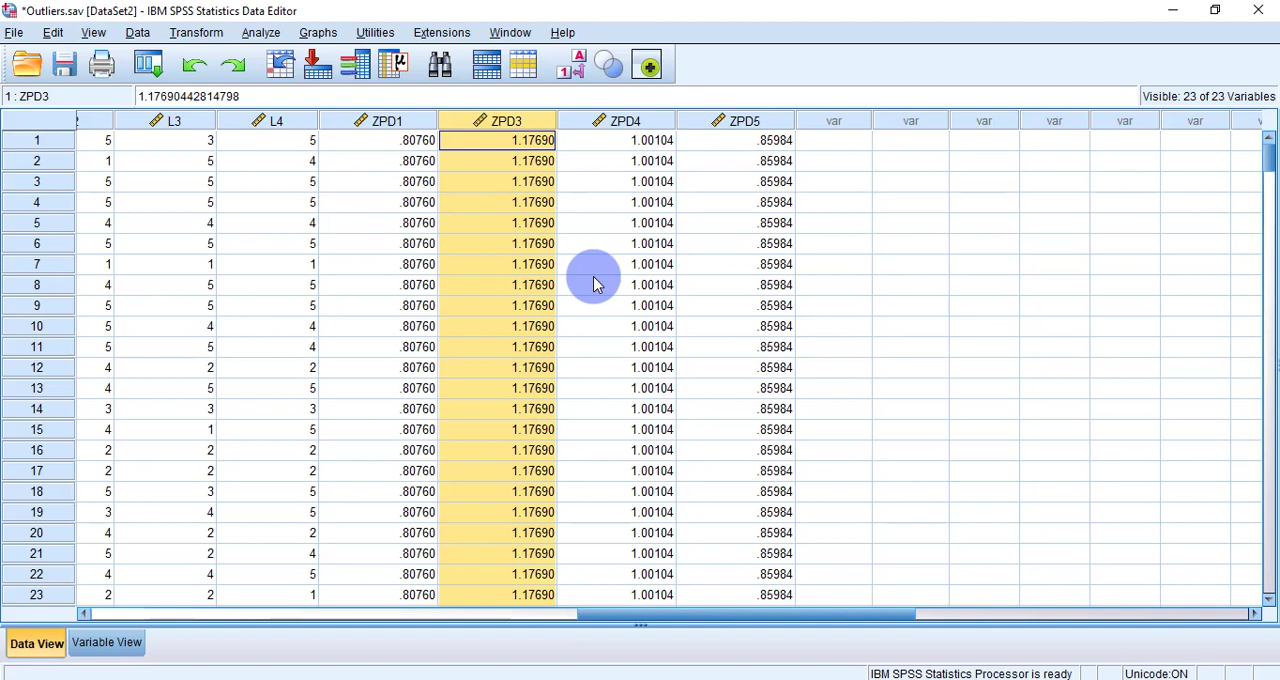 *Outliers.sav [DataSet2] - IBM SPSS Statistics Data Editor
File Edit View Data Transform Analyze Graphs Utilities Extensions Window Help
1 : ZPD3 1.17690442814798 Visible: 23 of 23 Variables
L3 L4 ZPD1 ZPD3 ZPD4 ZPD5 var var var var var var
1 5 3 5 .80760 1.17690 1.00104 .85984
2 1 5 4 .80760 1.17690 1.00104 .85984
3 5 5 5 .80760 1.17690 1.00104 .85984
4 5 5 5 .80760 1.17690 1.00104 .85984
5 4 4 4 .80760 1.17690 1.00104 .85984
6 5 5 5 .80760 1.17690 1.00104 .85984
7 1 1 1 .80760 1.17690 1.00104 .85984
8 4 5 5 .80760 1.17690 1.00104 .85984
9 5 5 5 .80760 1.17690 1.00104 .85984
10 5 4 4 .80760 1.17690 1.00104 .85984
11 5 5 4 .80760 1.17690 1.00104 .85984
12 4 2 2 .80760 1.17690 1.00104 .85984
13 4 5 5 .80760 1.17690 1.00104 .85984
14 3 3 3 .80760 1.17690 1.00104 .85984
15 4 1 5 .80760 1.17690 1.00104 .85984
16 2 2 2 .80760 1.17690 1.00104 .85984
17 2 2 2 .80760 1.17690 1.00104 .85984
18 5 3 5 .80760 1.17690 1.00104 .85984
19 3 4 5 .80760 1.17690 1.00104 .85984
20 4 2 2 .80760 1.17690 1.00104 .85984
21 5 2 4 .80760 1.17690 1.00104 .85984
22 4 4 5 .80760 1.17690 1.00104 .85984
23 2 2 1 .80760 1.17690 1.00104 .85984
Data View Variable View
IBM SPSS Statistics Processor is ready Unicode:ON